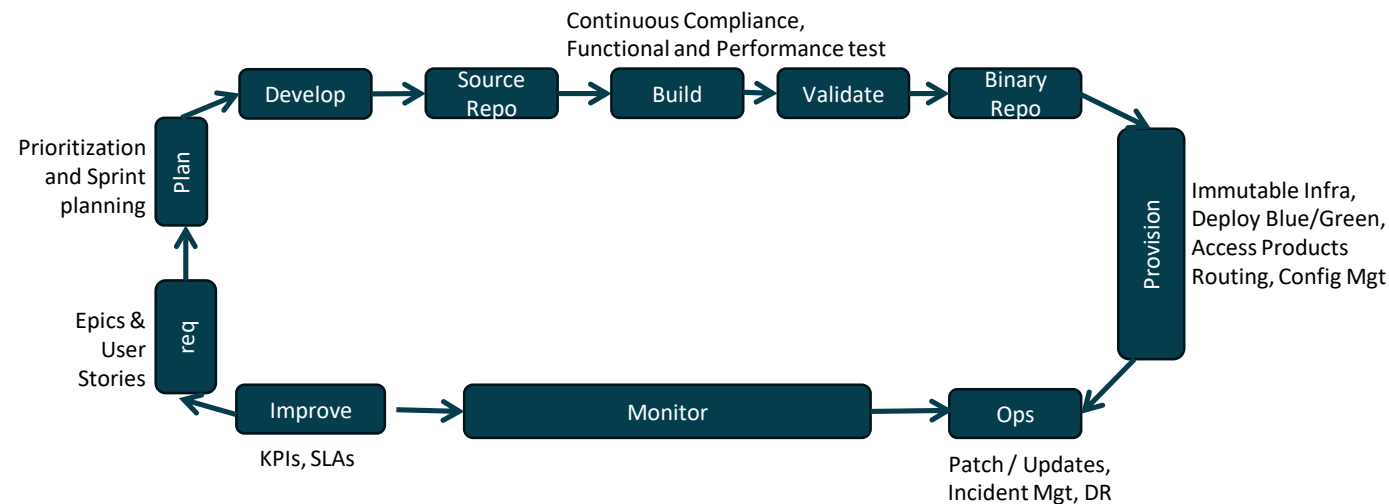 Continuous Compliance,
Functional and Performance test
Develop
Source
Repo
Build
Validate
Binary
Repo
Prioritization
and Sprint
planning
Plan
Provision
Immutable Infra,
Deploy Blue/Green,
Access Products
Routing, Config Mgt
Epics &
User
Stories
req
Improve
Monitor
Ops
KPIs, SLAs
Patch / Updates,
Incident Mgt, DR